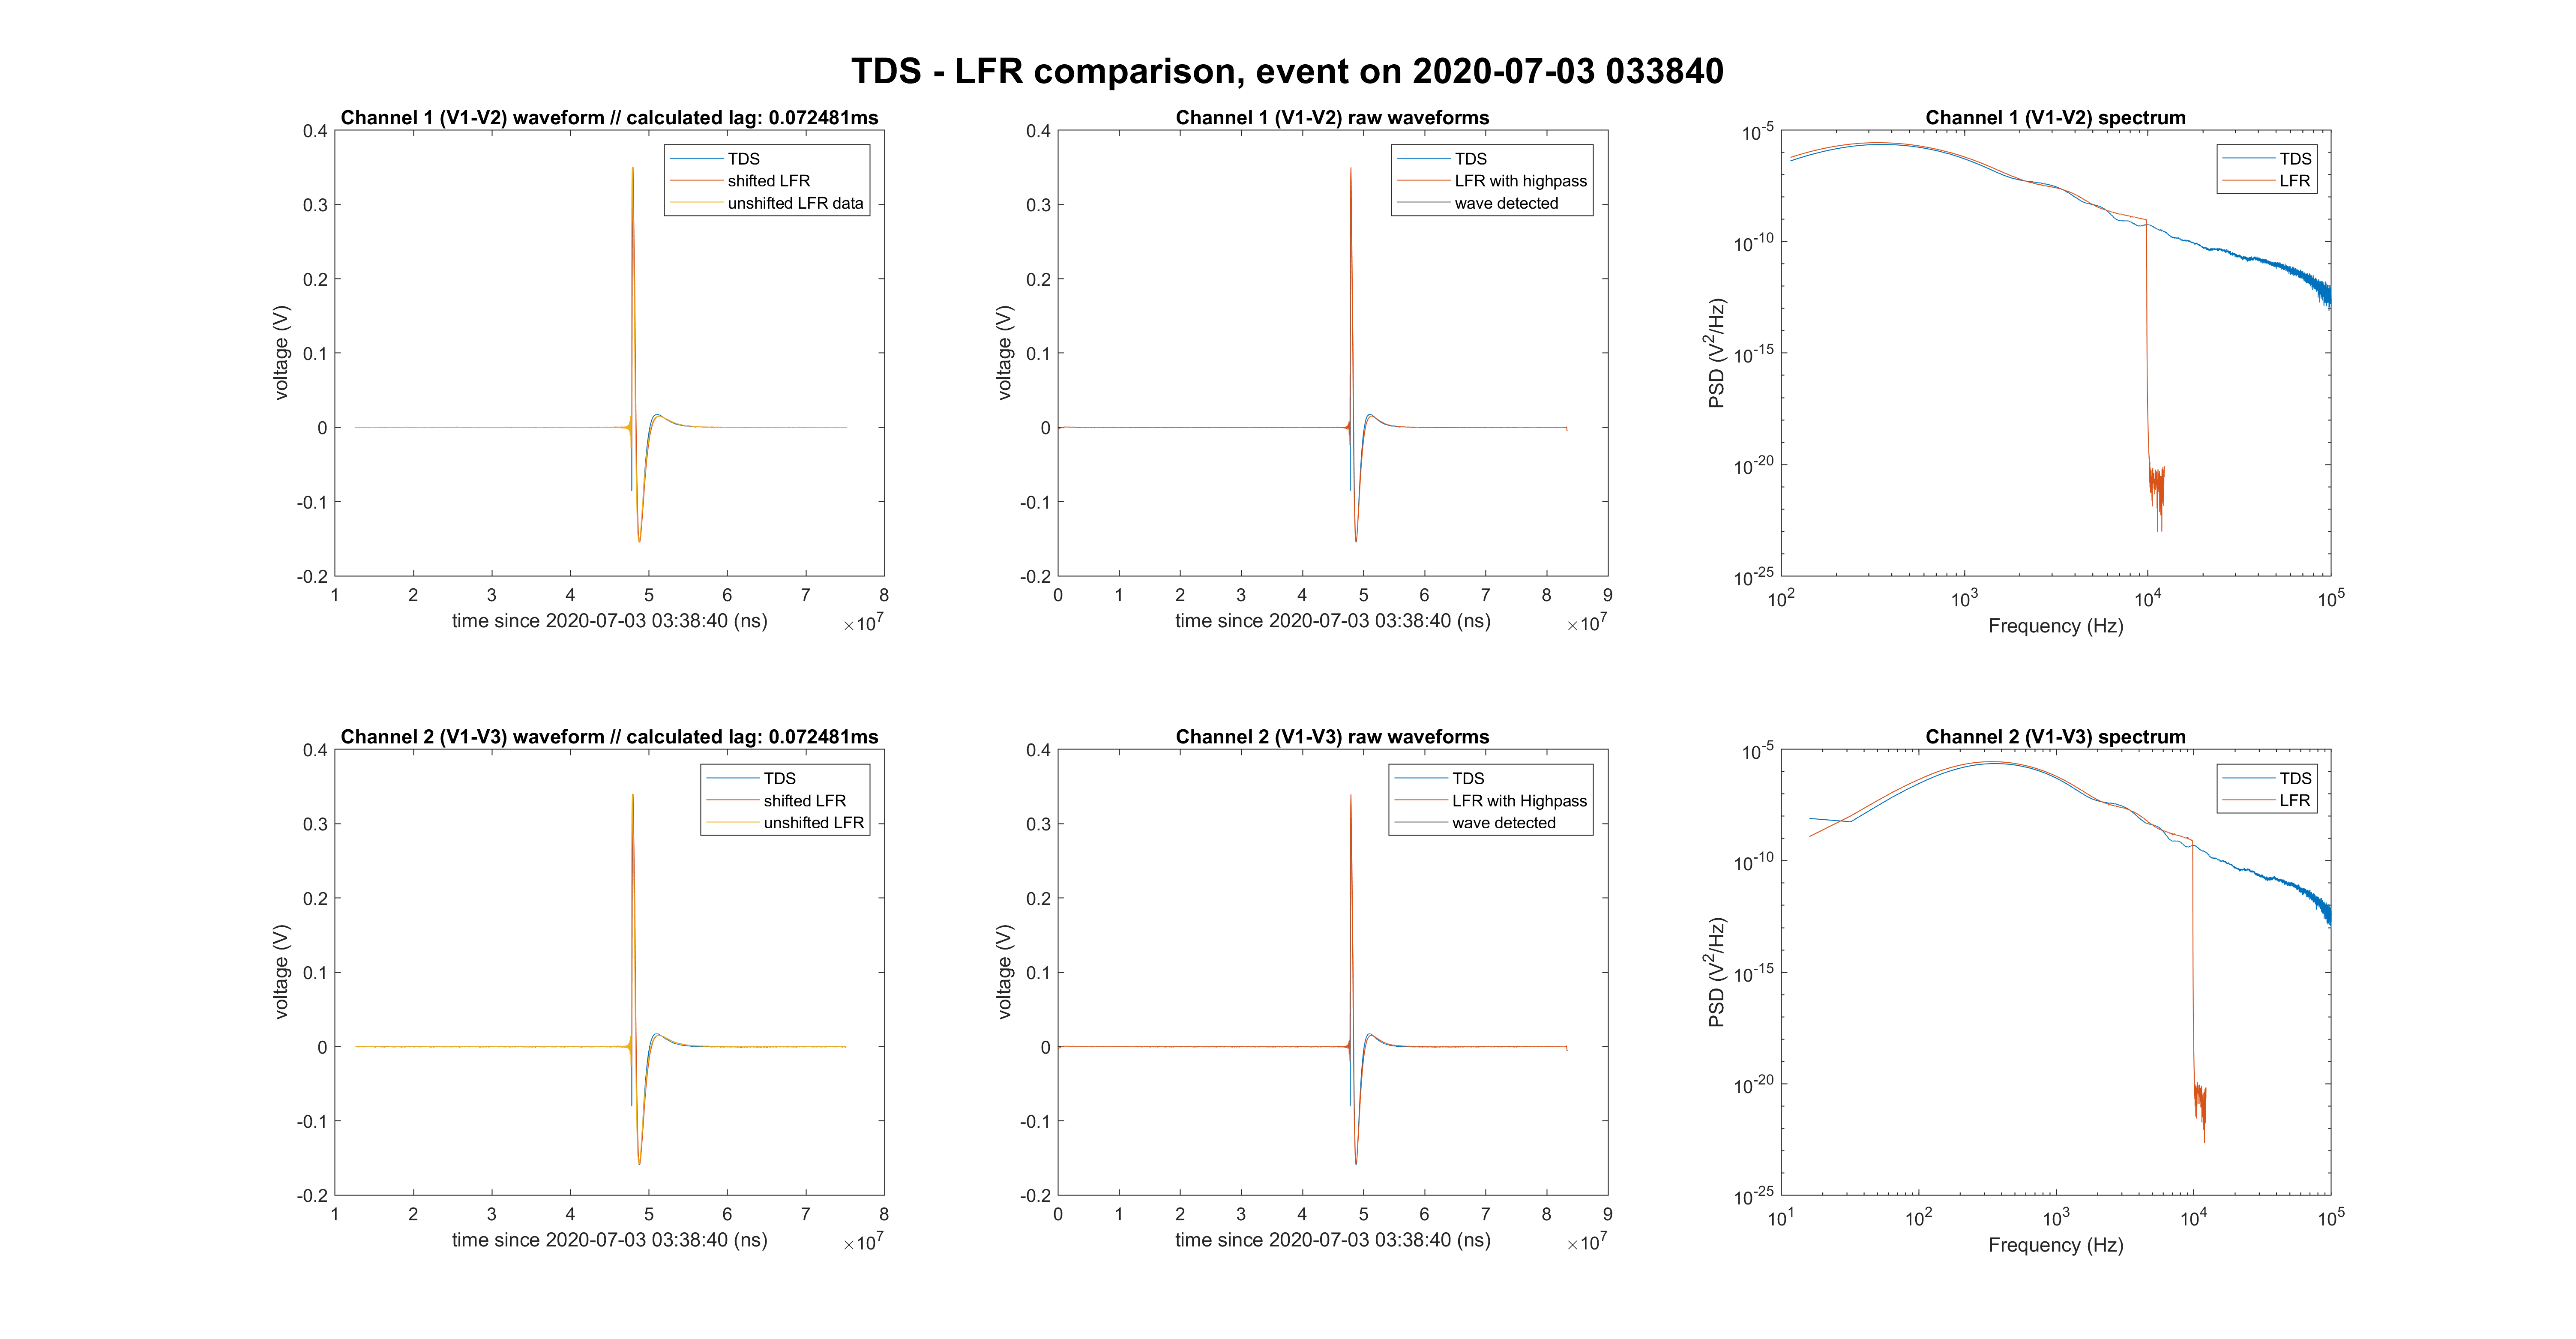 TDS - LFR comparison, event on 2020-07-03 033840
Channel 1 (V1-V2) waveform // calculated lag: 0.072481ms
0.4
0.3
0.2
0.1
0
-0.1
-0.2
voltage (V)
TDS
shifted LFR
unshifted LFR data
1 2 3 4 5 6 7 8
time since 2020-07-03 03:38:40 (ns)
×10^7
Channel 1 (V1-V2) raw waveforms
0.4
0.3
0.2
0.1
0
-0.1
-0.2
voltage (V)
TDS
LFR with highpass
wave detected
0 1 2 3 4 5 6 7 8 9
time since 2020-07-03 03:38:40 (ns)
×10^7
Channel 1 (V1-V2) spectrum
10^-5
10^-10
10^-15
10^-20
10^-25
PSD (V^2/Hz)
TDS
LFR
10^2 10^3 10^4 10^5
Frequency (Hz)
Channel 2 (V1-V3) waveform // calculated lag: 0.072481ms
0.4
0.3
0.2
0.1
0
-0.1
-0.2
voltage (V)
TDS
shifted LFR
unshifted LFR
1 2 3 4 5 6 7 8
time since 2020-07-03 03:38:40 (ns)
×10^7
Channel 2 (V1-V3) raw waveforms
0.4
0.3
0.2
0.1
0
-0.1
-0.2
voltage (V)
TDS
LFR with Highpass
wave detected
0 1 2 3 4 5 6 7 8 9
time since 2020-07-03 03:38:40 (ns)
×10^7
Channel 2 (V1-V3) spectrum
10^-5
10^-10
10^-15
10^-20
10^-25
PSD (V^2/Hz)
TDS
LFR
10^1 10^2 10^3 10^4 10^5
Frequency (Hz)